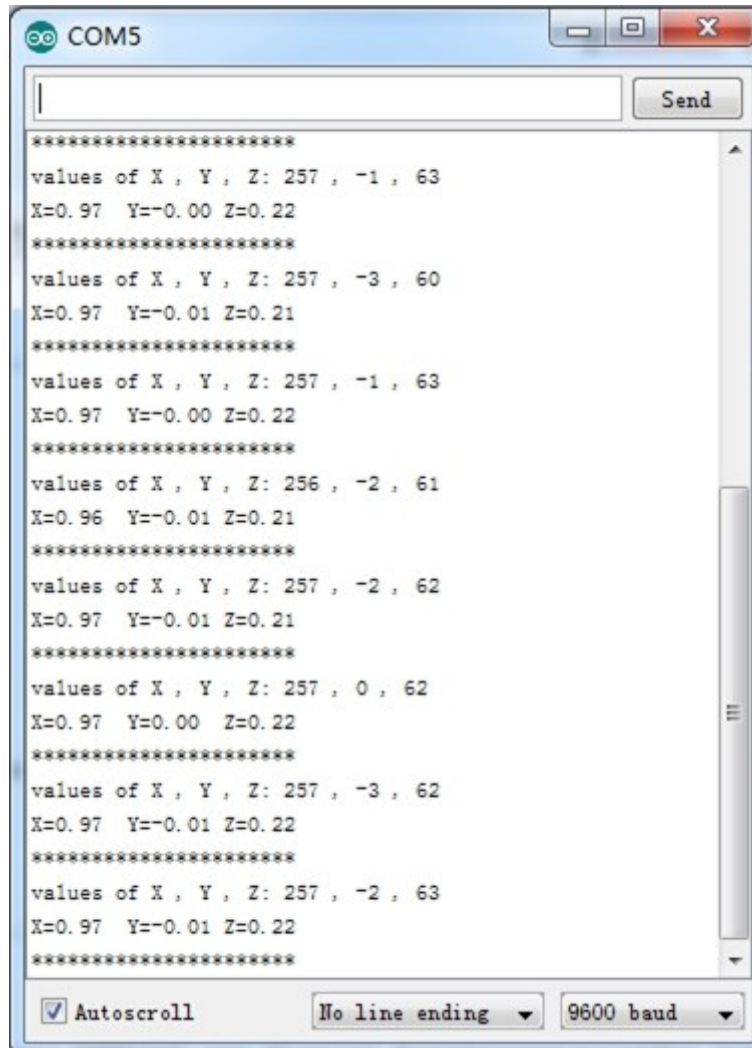 COM5
Send
************************
values of X , Y , Z: 257 , -1 , 63
X=0.97  Y=-0.00 Z=0.22
************************
values of X , Y , Z: 257 , -3 , 60
X=0.97  Y=-0.01 Z=0.21
************************
values of X , Y , Z: 257 , -1 , 63
X=0.97  Y=-0.00 Z=0.22
************************
values of X , Y , Z: 256 , -2 , 61
X=0.96  Y=-0.01 Z=0.21
************************
values of X , Y , Z: 257 , -2 , 62
X=0.97  Y=-0.01 Z=0.21
************************
values of X , Y , Z: 257 , 0 , 62
X=0.97  Y=0.00  Z=0.22
************************
values of X , Y , Z: 257 , -3 , 62
X=0.97  Y=-0.01 Z=0.22
************************
values of X , Y , Z: 257 , -2 , 63
X=0.97  Y=-0.01 Z=0.22
************************
Autoscroll No line ending 9600 baud